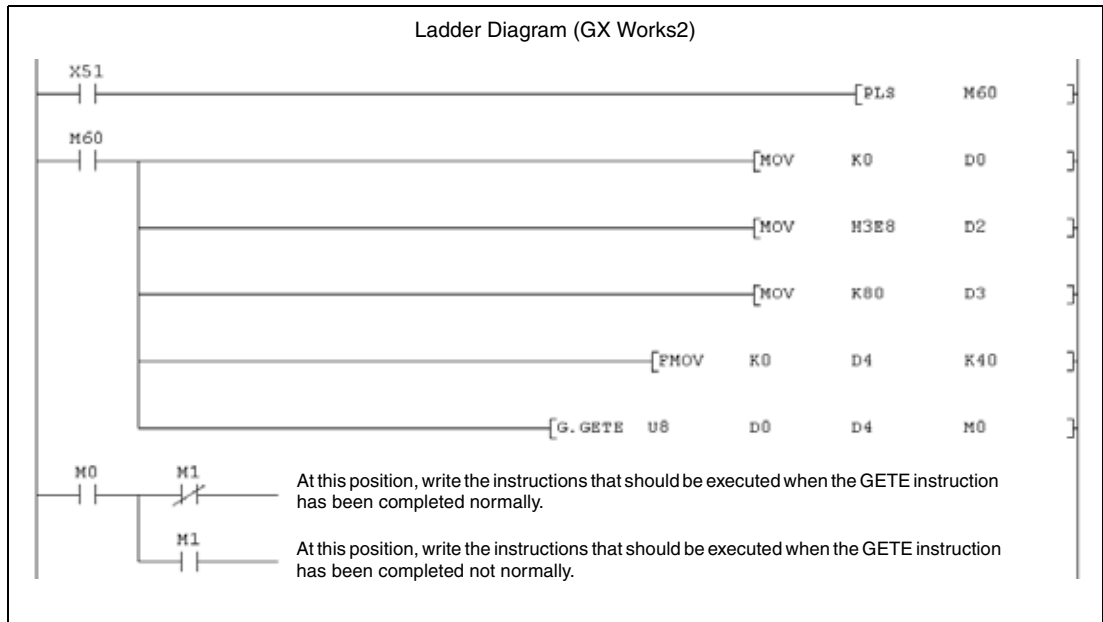 Ladder Diagram (GX Works2)
X51
[PLS M60 ]
M60
[MOV K0 D0 ]
[MOV H3E8 D2 ]
[MOV K80 D3 ]
[FMOV K0 D4 K40 ]
[G.GETE U8 D0 D4 M0 ]
M0 M1
At this position, write the instructions that should be executed when the GETE instruction
has been completed normally.
M1
At this position, write the instructions that should be executed when the GETE instruction
has been completed not normally.